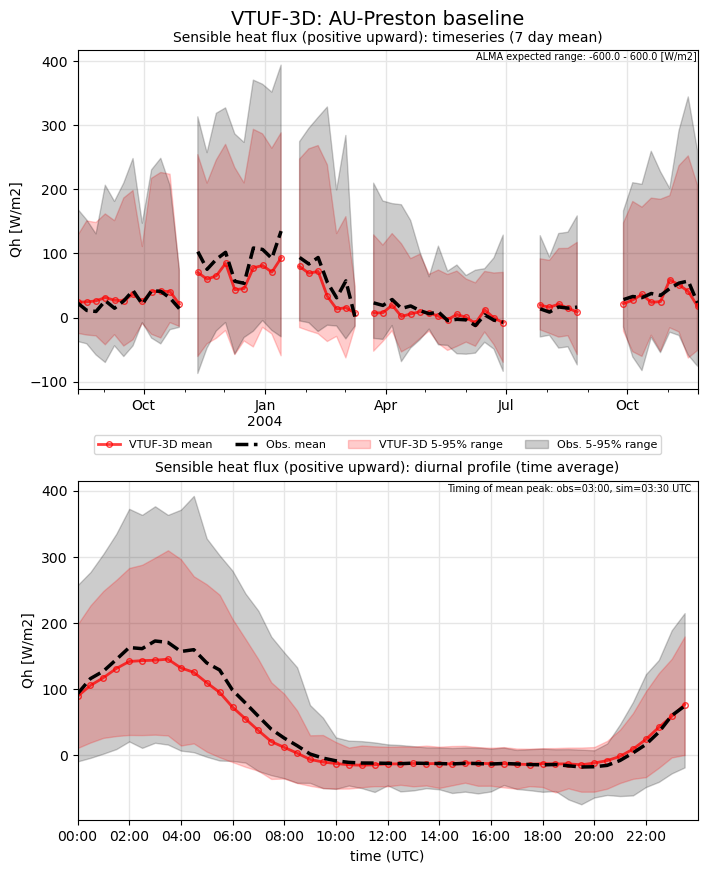 VTUF-3D: AU-Preston baseline
Sensible heat flux (positive upward): timeseries (7 day mean)
ALMA expected range: -600.0 - 600.0 [W/m2]
Qh [W/m2]
400
300
200
100
0
−100
Oct
Jan
2004
Apr
Jul
Oct
VTUF-3D mean
Obs. mean
VTUF-3D 5-95% range
Obs. 5-95% range
Sensible heat flux (positive upward): diurnal profile (time average)
Timing of mean peak: obs=03:00, sim=03:30 UTC
Qh [W/m2]
400
300
200
100
0
00:00 02:00 04:00 06:00 08:00 10:00 12:00 14:00 16:00 18:00 20:00 22:00
time (UTC)